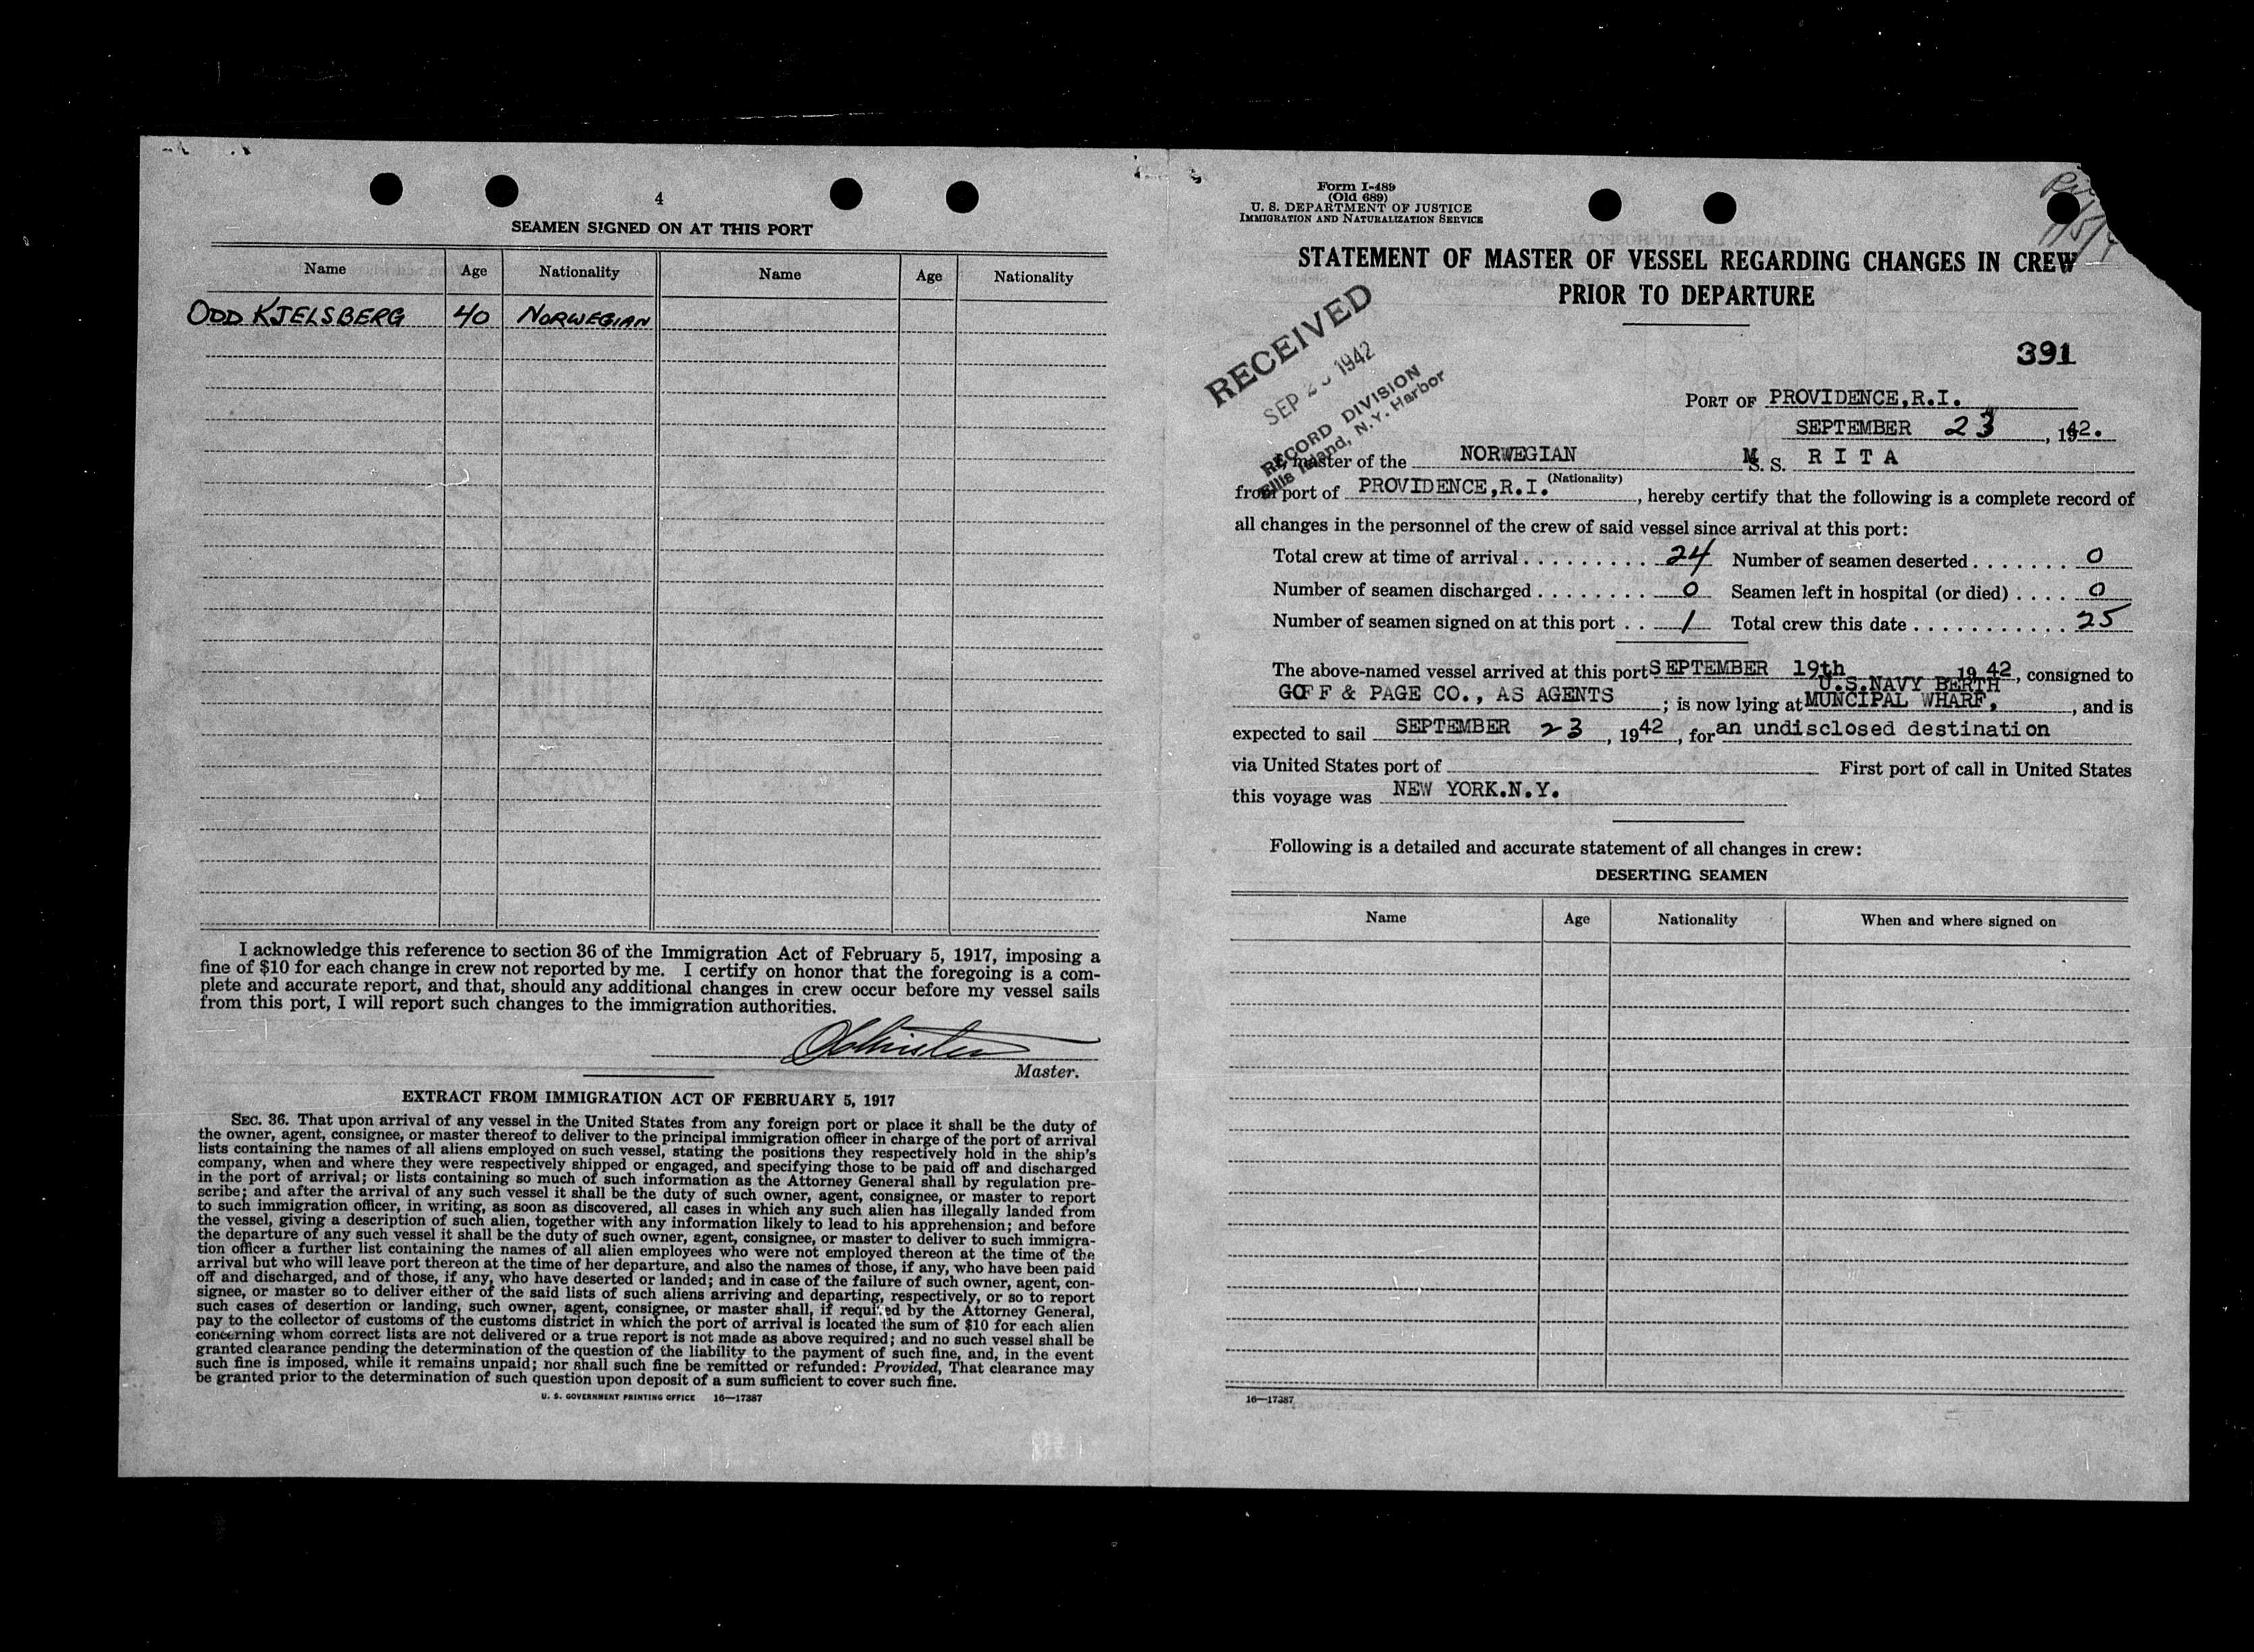 4
SEAMEN SIGNED ON AT THIS PORT
Name Age Nationality Name Age Nationality
ODD KJELSBERG 40 NORWEGIAN
I acknowledge this reference to section 36 of the Immigration Act of February 5, 1917, imposing a
fine of $10 for each change in crew not reported by me. I certify on honor that the foregoing is a com-
plete and accurate report, and that, should any additional changes in crew occur before my vessel sails
from this port, I will report such changes to the immigration authorities.
Master.
EXTRACT FROM IMMIGRATION ACT OF FEBRUARY 5, 1917
SEC. 36. That upon arrival of any vessel in the United States from any foreign port or place it shall be the duty of
the owner, agent, consignee, or master thereof to deliver to the principal immigration officer in charge of the port of arrival
lists containing the names of all aliens employed on such vessel, stating the positions they respectively hold in the ship's
company, when and where they were respectively shipped or engaged, and specifying those to be paid off and discharged
in the port of arrival; or lists containing so much of such information as the Attorney General shall by regulation pre-
scribe; and after the arrival of any such vessel it shall be the duty of such owner, agent, consignee, or master to report
to such immigration officer, in writing, as soon as discovered, all cases in which any such alien has illegally landed from
the vessel, giving a description of such alien, together with any information likely to lead to his apprehension; and before
the departure of any such vessel it shall be the duty of such owner, agent, consignee, or master to deliver to such immigra-
tion officer a further list containing the names of all alien employees who were not employed thereon at the time of the
arrival but who will leave port thereon at the time of her departure, and also the names of those, if any, who have been paid
off and discharged, and of those, if any, who have deserted or landed; and in case of the failure of such owner, agent, con-
signee, or master so to deliver either of the said lists of such aliens arriving and departing, respectively, or so to report
such cases of desertion or landing, such owner, agent, consignee, or master shall, if required by the Attorney General,
pay to the collector of customs of the customs district in which the port of arrival is located the sum of $10 for each alien
concerning whom correct lists are not delivered or a true report is not made as above required; and no such vessel shall be
granted clearance pending the determination of the question of the liability to the payment of such fine, and, in the event
such fine is imposed, while it remains unpaid; nor shall such fine be remitted or refunded: Provided, That clearance may
be granted prior to the determination of such question upon deposit of a sum sufficient to cover such fine.
U. S. GOVERNMENT PRINTING OFFICE 16—17387
Form I-489
(Old 689)
U. S. DEPARTMENT OF JUSTICE
IMMIGRATION AND NATURALIZATION SERVICE
STATEMENT OF MASTER OF VESSEL REGARDING CHANGES IN CREW
PRIOR TO DEPARTURE
RECEIVED
SEP 1942
RECORD DIVISION
Ellis Island, N.Y. Harbor
391
PORT OF PROVIDENCE,R.I.
SEPTEMBER 23, 1942.
I, master of the NORWEGIAN M. S. RITA
(Nationality)
from port of PROVIDENCE,R.I., hereby certify that the following is a complete record of
all changes in the personnel of the crew of said vessel since arrival at this port:
Total crew at time of arrival 24 Number of seamen deserted 0
Number of seamen discharged 0 Seamen left in hospital (or died) 0
Number of seamen signed on at this port 1 Total crew this date 25
The above-named vessel arrived at this port SEPTEMBER 19th 1942, consigned to
U.S.NAVY BERTH
GOFF & PAGE CO., AS AGENTS; is now lying at MUNCIPAL WHARF., and is
expected to sail SEPTEMBER 23, 1942, for an undisclosed destination
via United States port of First port of call in United States
this voyage was NEW YORK.N.Y.
Following is a detailed and accurate statement of all changes in crew:
DESERTING SEAMEN
Name Age Nationality When and where signed on
16—17387